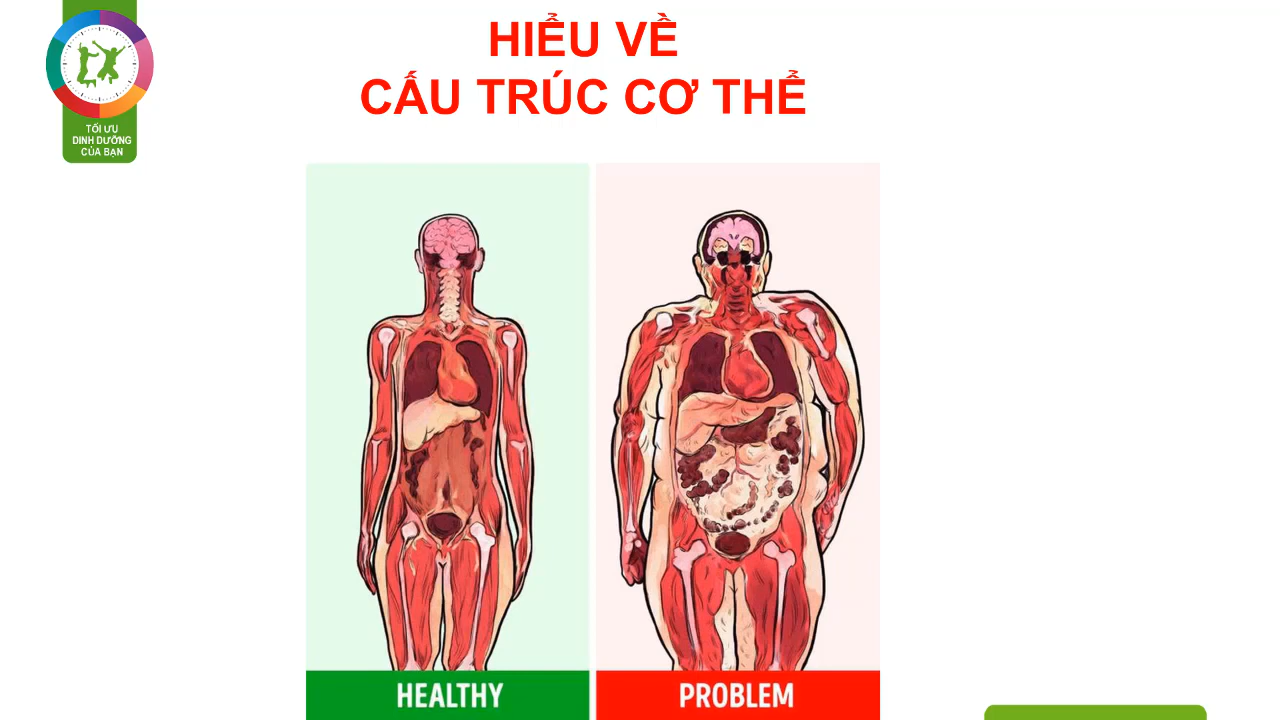 HIỂU VỀ
CẤU TRÚC CƠ THỂ
TỐI ƯU
DINH DƯỠNG
CỦA BẠN
HEALTHY
PROBLEM